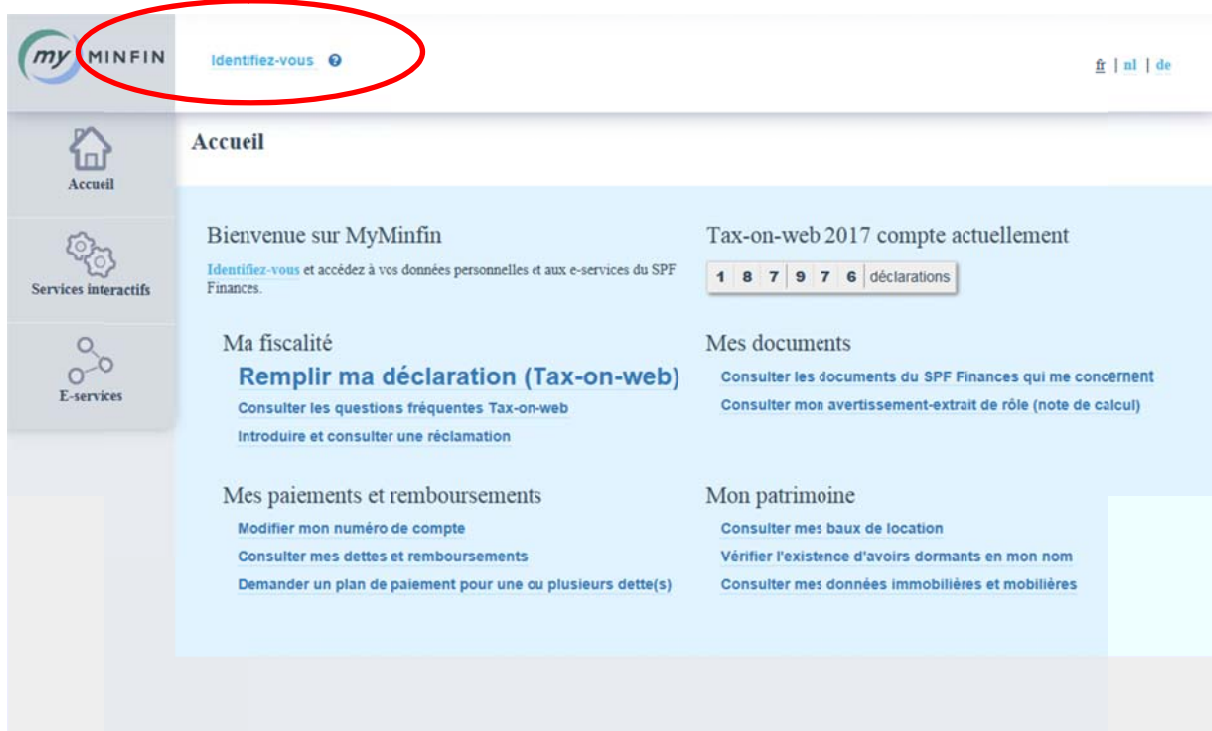 my MINFIN
Identifiez-vous ?
fr | nl | de
Accueil
Services interactifs
E-services
Accueil
Bienvenue sur MyMinfin
Identifiez-vous et accédez à vos données personnelles et aux e-services du SPF
Finances.
Tax-on-web 2017 compte actuellement
1 8 7 9 7 6 déclarations
Ma fiscalité
Remplir ma déclaration (Tax-on-web)
Consulter les questions fréquentes Tax-on-web
Introduire et consulter une réclamation
Mes documents
Consulter les documents du SPF Finances qui me concernent
Consulter mon avertissement-extrait de rôle (note de calcul)
Mes paiements et remboursements
Modifier mon numéro de compte
Consulter mes dettes et remboursements
Demander un plan de paiement pour une ou plusieurs dette(s)
Mon patrimoine
Consulter mes baux de location
Vérifier l'existence d'avoirs dormants en mon nom
Consulter mes données immobilières et mobilières